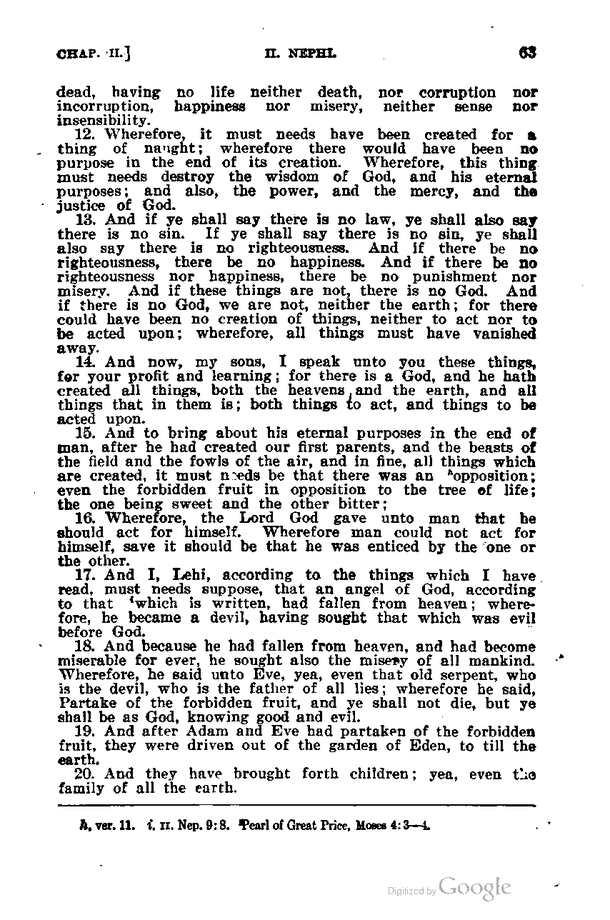 CHAP. II.] II. NEPHI. 63
dead, having no life neither death, nor corruption nor
incorruption, happiness nor misery, neither sense nor
insensibility.
12. Wherefore, it must needs have been created for a
thing of naught; wherefore there would have been no
purpose in the end of its creation. Wherefore, this thing
must needs destroy the wisdom of God, and his eternal
purposes; and also, the power, and the mercy, and the
justice of God.
13. And if ye shall say there is no law, ye shall also say
there is no sin. If ye shall say there is no sin, ye shall
also say there is no righteousness. And if there be no
righteousness, there be no happiness. And if there be no
righteousness nor happiness, there be no punishment nor
misery. And if these things are not, there is no God. And
if there is no God, we are not, neither the earth; for there
could have been no creation of things, neither to act nor to
be acted upon; wherefore, all things must have vanished
away.
14. And now, my sons, I speak unto you these things,
for your profit and learning; for there is a God, and he hath
created all things, both the heavens and the earth, and all
things that in them is; both things to act, and things to be
acted upon.
15. And to bring about his eternal purposes in the end of
man, after he had created our first parents, and the beasts of
the field and the fowls of the air, and in fine, all things which
are created, it must needs be that there was an ʰopposition;
even the forbidden fruit in opposition to the tree of life;
the one being sweet and the other bitter;
16. Wherefore, the Lord God gave unto man that he
should act for himself. Wherefore man could not act for
himself, save it should be that he was enticed by the one or
the other.
17. And I, Lehi, according to the things which I have
read, must needs suppose, that an angel of God, according
to that ⁱwhich is written, had fallen from heaven; where-
fore, he became a devil, having sought that which was evil
before God.
18. And because he had fallen from heaven, and had become
miserable for ever, he sought also the misery of all mankind.
Wherefore, he said unto Eve, yea, even that old serpent, who
is the devil, who is the father of all lies; wherefore he said,
Partake of the forbidden fruit, and ye shall not die, but ye
shall be as God, knowing good and evil.
19. And after Adam and Eve had partaken of the forbidden
fruit, they were driven out of the garden of Eden, to till the
earth.
20. And they have brought forth children; yea, even the
family of all the earth.
h, ver. 11. i, II. Nep. 9:8. Pearl of Great Price, Moses 4:3—4.
Digitized by Google